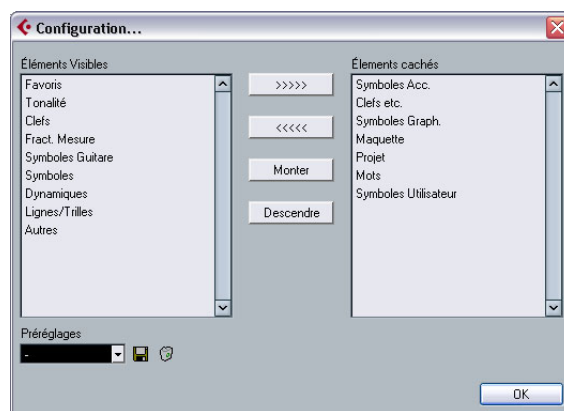 Configuration...
Éléments Visibles
Favoris
Tonalité
Clefs
Fract. Mesure
Symboles Guitare
Symboles
Dynamiques
Lignes/Trilles
Autres
>>>>>
<<<<<
Monter
Descendre
Élements cachés
Symboles Acc.
Clefs etc.
Symboles Graph.
Maquette
Projet
Mots
Symboles Utilisateur
Préréglages
-
OK